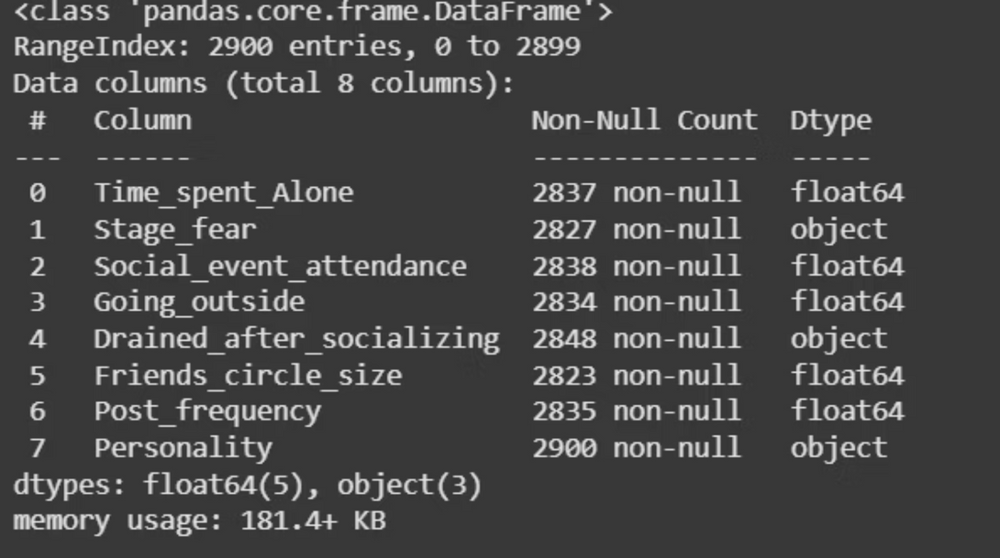 <class 'pandas.core.frame.DataFrame'>
RangeIndex: 2900 entries, 0 to 2899
Data columns (total 8 columns):
 #   Column                     Non-Null Count  Dtype
---  ------                     --------------  -----
 0   Time_spent_Alone           2837 non-null   float64
 1   Stage_fear                 2827 non-null   object
 2   Social_event_attendance    2838 non-null   float64
 3   Going_outside              2834 non-null   float64
 4   Drained_after_socializing  2848 non-null   object
 5   Friends_circle_size        2823 non-null   float64
 6   Post_frequency             2835 non-null   float64
 7   Personality                2900 non-null   object
dtypes: float64(5), object(3)
memory usage: 181.4+ KB